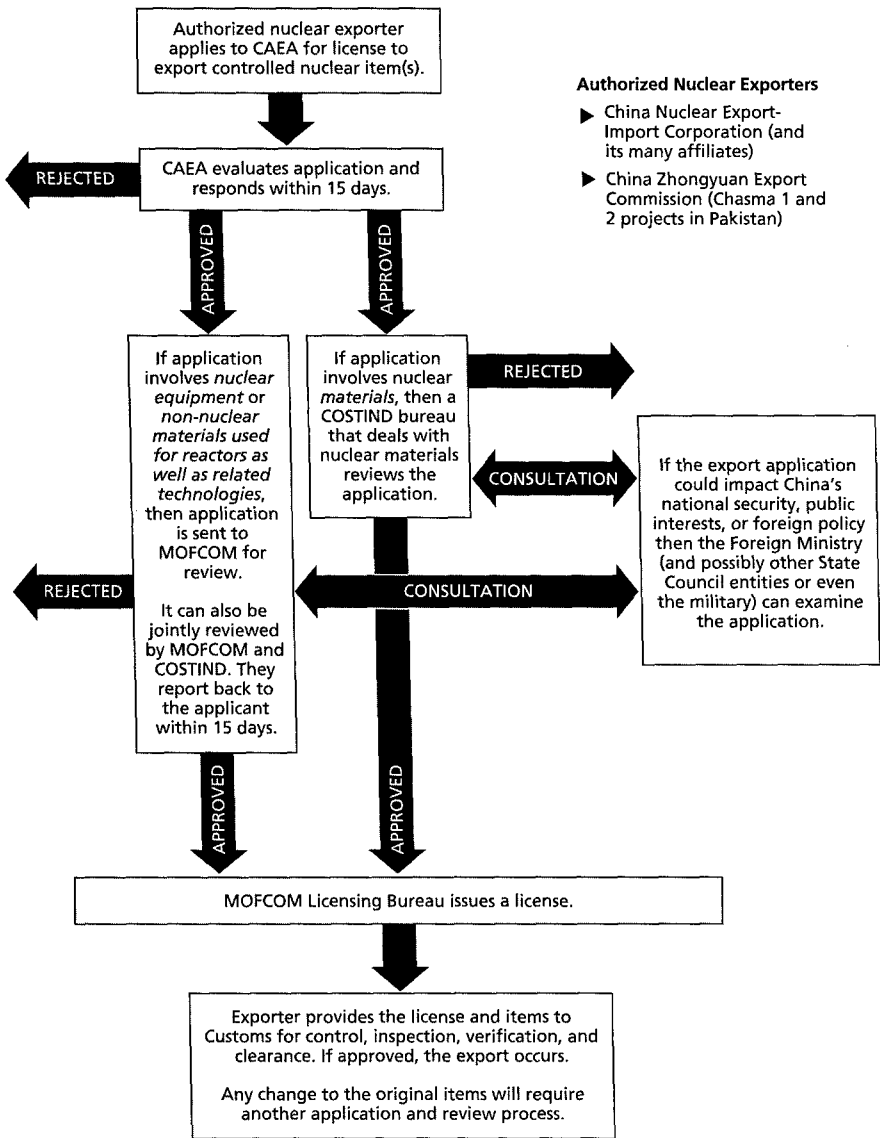 Authorized nuclear exporter
applies to CAEA for license to
export controlled nuclear item(s).
Authorized Nuclear Exporters
► China Nuclear Export-
Import Corporation (and
its many affiliates)
► China Zhongyuan Export
Commission (Chasma 1 and
2 projects in Pakistan)
REJECTED
CAEA evaluates application and
responds within 15 days.
APPROVED
APPROVED
If application
involves nuclear
equipment or
non-nuclear
materials used
for reactors as
well as related
technologies,
then application
is sent to
MOFCOM for
review.
It can also be
jointly reviewed
by MOFCOM and
COSTIND. They
report back to
the applicant
within 15 days.
If application
involves nuclear
materials, then a
COSTIND bureau
that deals with
nuclear materials
reviews the
application.
REJECTED
CONSULTATION
If the export application
could impact China's
national security, public
interests, or foreign policy
then the Foreign Ministry
(and possibly other State
Council entities or even
the military) can examine
the application.
REJECTED
CONSULTATION
APPROVED
APPROVED
MOFCOM Licensing Bureau issues a license.
Exporter provides the license and items to
Customs for control, inspection, verification, and
clearance. If approved, the export occurs.
Any change to the original items will require
another application and review process.